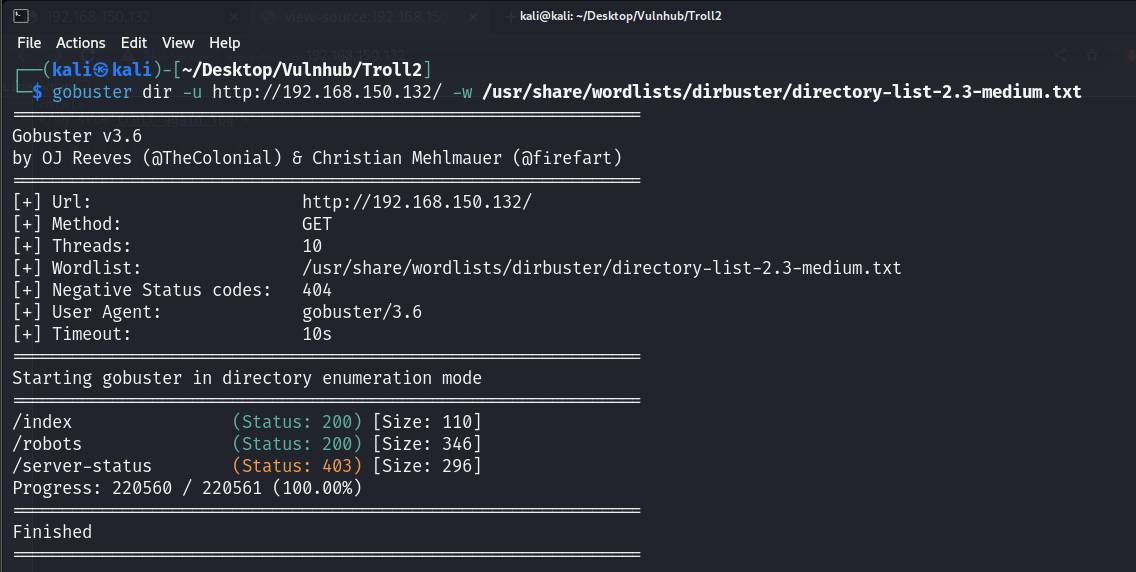 192.168.150.132
view-source:192.168.150
kali@kali: ~/Desktop/Vulnhub/Troll2
File Actions Edit View Help
192.168.150.132
┌──(kali㉿kali)-[~/Desktop/Vulnhub/Troll2]
└─$ gobuster dir -u http://192.168.150.132/ -w /usr/share/wordlists/dirbuster/directory-list-2.3-medium.txt
===============================================================
Gobuster v3.6
by OJ Reeves (@TheColonial) & Christian Mehlmauer (@firefart)
===============================================================
[+] Url:                     http://192.168.150.132/
[+] Method:                  GET
[+] Threads:                 10
[+] Wordlist:                /usr/share/wordlists/dirbuster/directory-list-2.3-medium.txt
[+] Negative Status codes:   404
[+] User Agent:              gobuster/3.6
[+] Timeout:                 10s
===============================================================
Starting gobuster in directory enumeration mode
===============================================================
/index                (Status: 200) [Size: 110]
/robots               (Status: 200) [Size: 346]
/server-status        (Status: 403) [Size: 296]
Progress: 220560 / 220561 (100.00%)
===============================================================
Finished
===============================================================